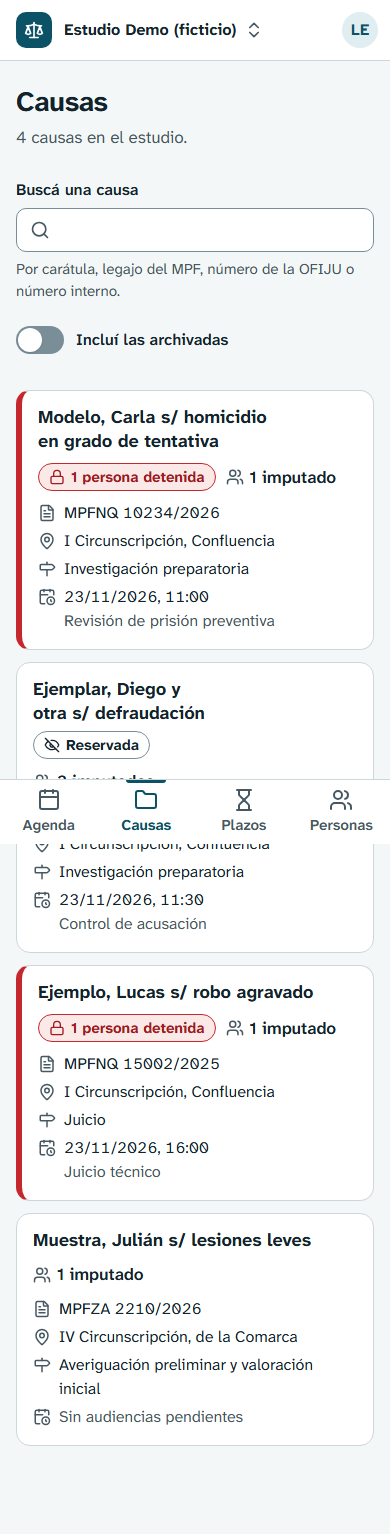 Estudio Demo (ficticio)
LE
Causas
4 causas en el estudio.
Buscá una causa
Por carátula, legajo del MPF, número de la OFIJU o
número interno.
Incluí las archivadas
Modelo, Carla s/ homicidio
en grado de tentativa
1 persona detenida 1 imputado
MPFNQ 10234/2026
I Circunscripción, Confluencia
Investigación preparatoria
23/11/2026, 11:00
Revisión de prisión preventiva
Ejemplar, Diego y
otra s/ defraudación
Reservada
Agenda Causas Plazos Personas
I Circunscripción, Confluencia
Investigación preparatoria
23/11/2026, 11:30
Control de acusación
Ejemplo, Lucas s/ robo agravado
1 persona detenida 1 imputado
MPFNQ 15002/2025
I Circunscripción, Confluencia
Juicio
23/11/2026, 16:00
Juicio técnico
Muestra, Julián s/ lesiones leves
1 imputado
MPFZA 2210/2026
IV Circunscripción, de la Comarca
Averiguación preliminar y valoración
inicial
Sin audiencias pendientes